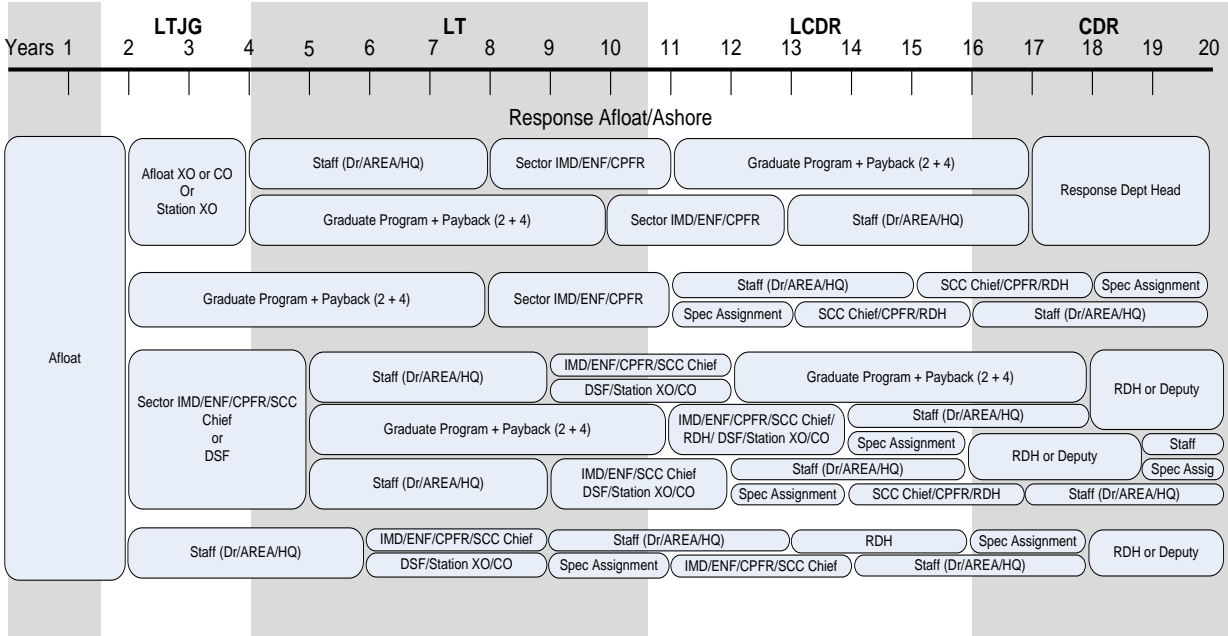 LTJG LT LCDR CDR
Years 1 2 3 4 5 6 7 8 9 10 11 12 13 14 15 16 17 18 19 20
Response Afloat/Ashore
Afloat
Afloat XO or CO
Or
Station XO
Staff (Dr/AREA/HQ)
Sector IMD/ENF/CPFR
Graduate Program + Payback (2 + 4)
Response Dept Head
Graduate Program + Payback (2 + 4)
Sector IMD/ENF/CPFR
Staff (Dr/AREA/HQ)
Graduate Program + Payback (2 + 4)
Sector IMD/ENF/CPFR
Staff (Dr/AREA/HQ)
SCC Chief/CPFR/RDH
Spec Assignment
Spec Assignment
SCC Chief/CPFR/RDH
Staff (Dr/AREA/HQ)
Sector IMD/ENF/CPFR/SCC
Chief
or
DSF
Staff (Dr/AREA/HQ)
IMD/ENF/CPFR/SCC Chief
DSF/Station XO/CO
Graduate Program + Payback (2 + 4)
RDH or Deputy
Graduate Program + Payback (2 + 4)
IMD/ENF/CPFR/SCC Chief/
RDH/ DSF/Station XO/CO
Staff (Dr/AREA/HQ)
Spec Assignment
RDH or Deputy
Staff
Spec Assig
Staff (Dr/AREA/HQ)
IMD/ENF/SCC Chief
DSF/Station XO/CO
Staff (Dr/AREA/HQ)
Spec Assignment
SCC Chief/CPFR/RDH
Staff (Dr/AREA/HQ)
Staff (Dr/AREA/HQ)
IMD/ENF/CPFR/SCC Chief
DSF/Station XO/CO
Staff (Dr/AREA/HQ)
RDH
Spec Assignment
Spec Assignment
IMD/ENF/CPFR/SCC Chief
Staff (Dr/AREA/HQ)
RDH or Deputy